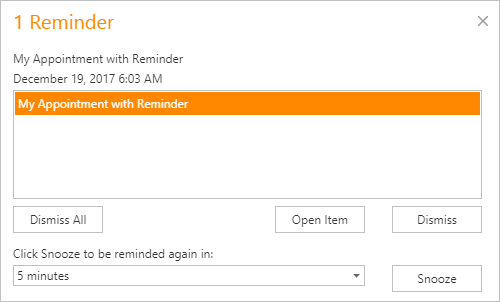 1 Reminder
My Appointment with Reminder
December 19, 2017 6:03 AM
My Appointment with Reminder
Dismiss All
Open Item
Dismiss
Click Snooze to be reminded again in:
5 minutes
Snooze